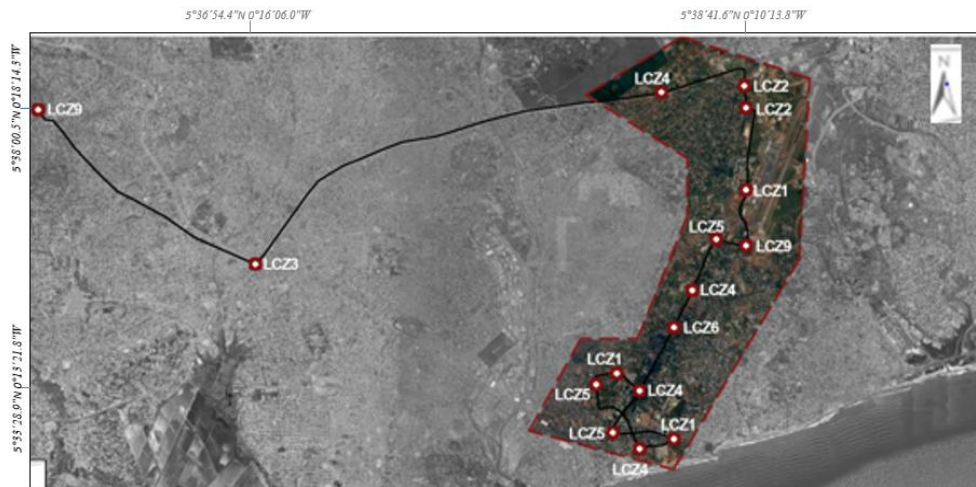 5°36'54.4"N 0°16'06.0"W
5°38'41.6"N 0°10'13.8"W
5°38'00.5"N 0°18'14.3"W
5°33'28.9"N 0°13'21.8"W
N
LCZ4
LCZ2
LCZ9
LCZ2
LCZ1
LCZ5
LCZ9
LCZ3
LCZ4
LCZ6
LCZ1
LCZ5
LCZ4
LCZ5
LCZ1
LCZ4